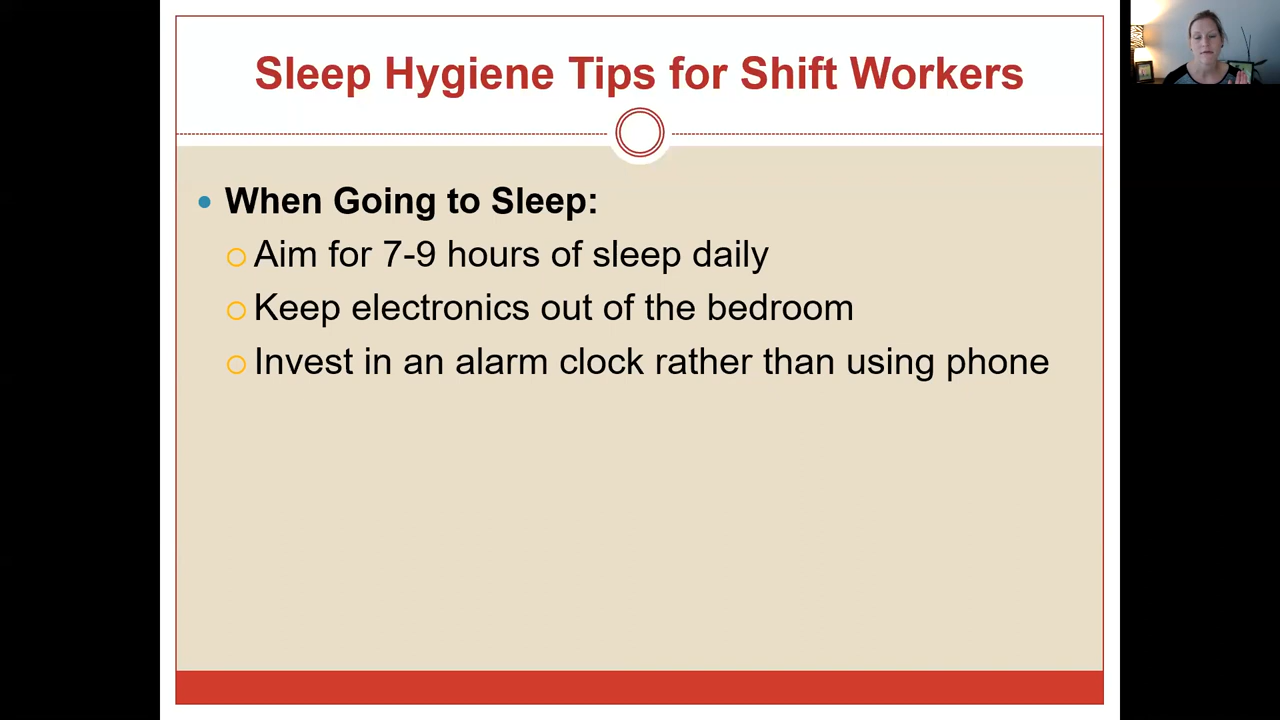 Sleep Hygiene Tips for Shift Workers
When Going to Sleep:
Aim for 7-9 hours of sleep daily
Keep electronics out of the bedroom
Invest in an alarm clock rather than using phone